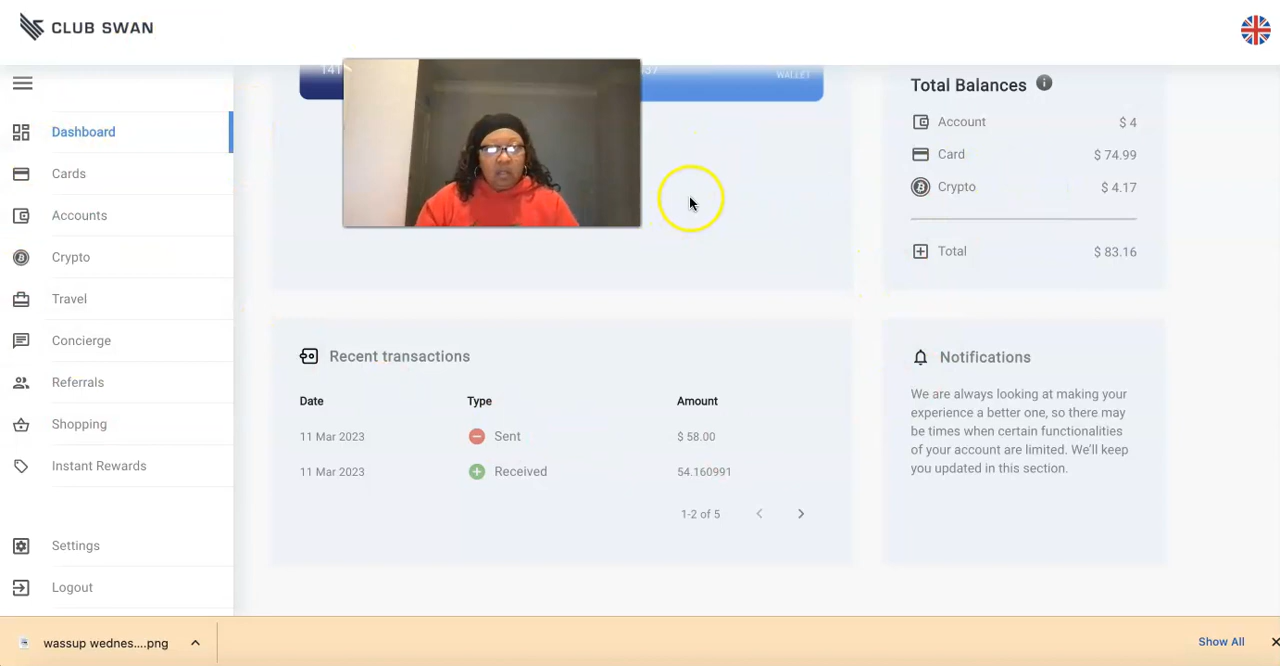 CLUB SWAN
Dashboard
Cards
Accounts
Crypto
Travel
Concierge
Referrals
Shopping
Instant Rewards
Settings
Logout
WALLET
Total Balances
Account $ 4
Card $ 74.99
Crypto $ 4.17
Total $ 83.16
Recent transactions
Date Type Amount
11 Mar 2023 Sent $ 58.00
11 Mar 2023 Received 54.160991
1-2 of 5
Notifications
We are always looking at making your
experience a better one, so there may
be times when certain functionalities
of your account are limited. We'll keep
you updated in this section.
wassup wednes....png
Show All